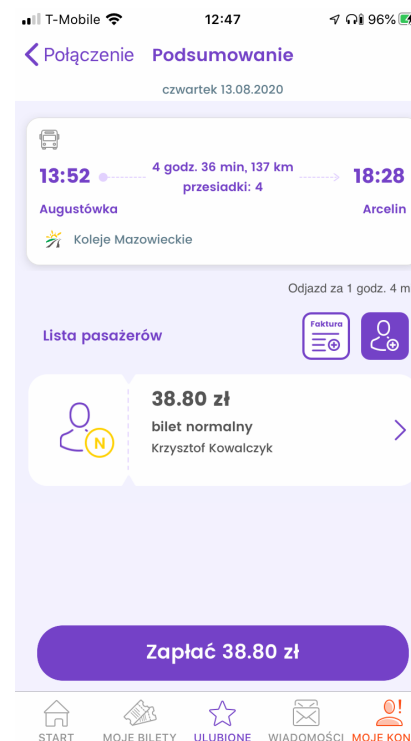 T-Mobile 12:47 96%
Połączenie Podsumowanie
czwartek 13.08.2020
13:52 4 godz. 36 min, 137 km 18:28
przesiadki: 4
Augustówka Arcelin
Koleje Mazowieckie
Odjazd za 1 godz. 4 m
Lista pasażerów Faktura
38.80 zł
bilet normalny
N
Krzysztof Kowalczyk
Zapłać 38.80 zł
START MOJE BILETY ULUBIONE WIADOMOŚCI MOJE KON